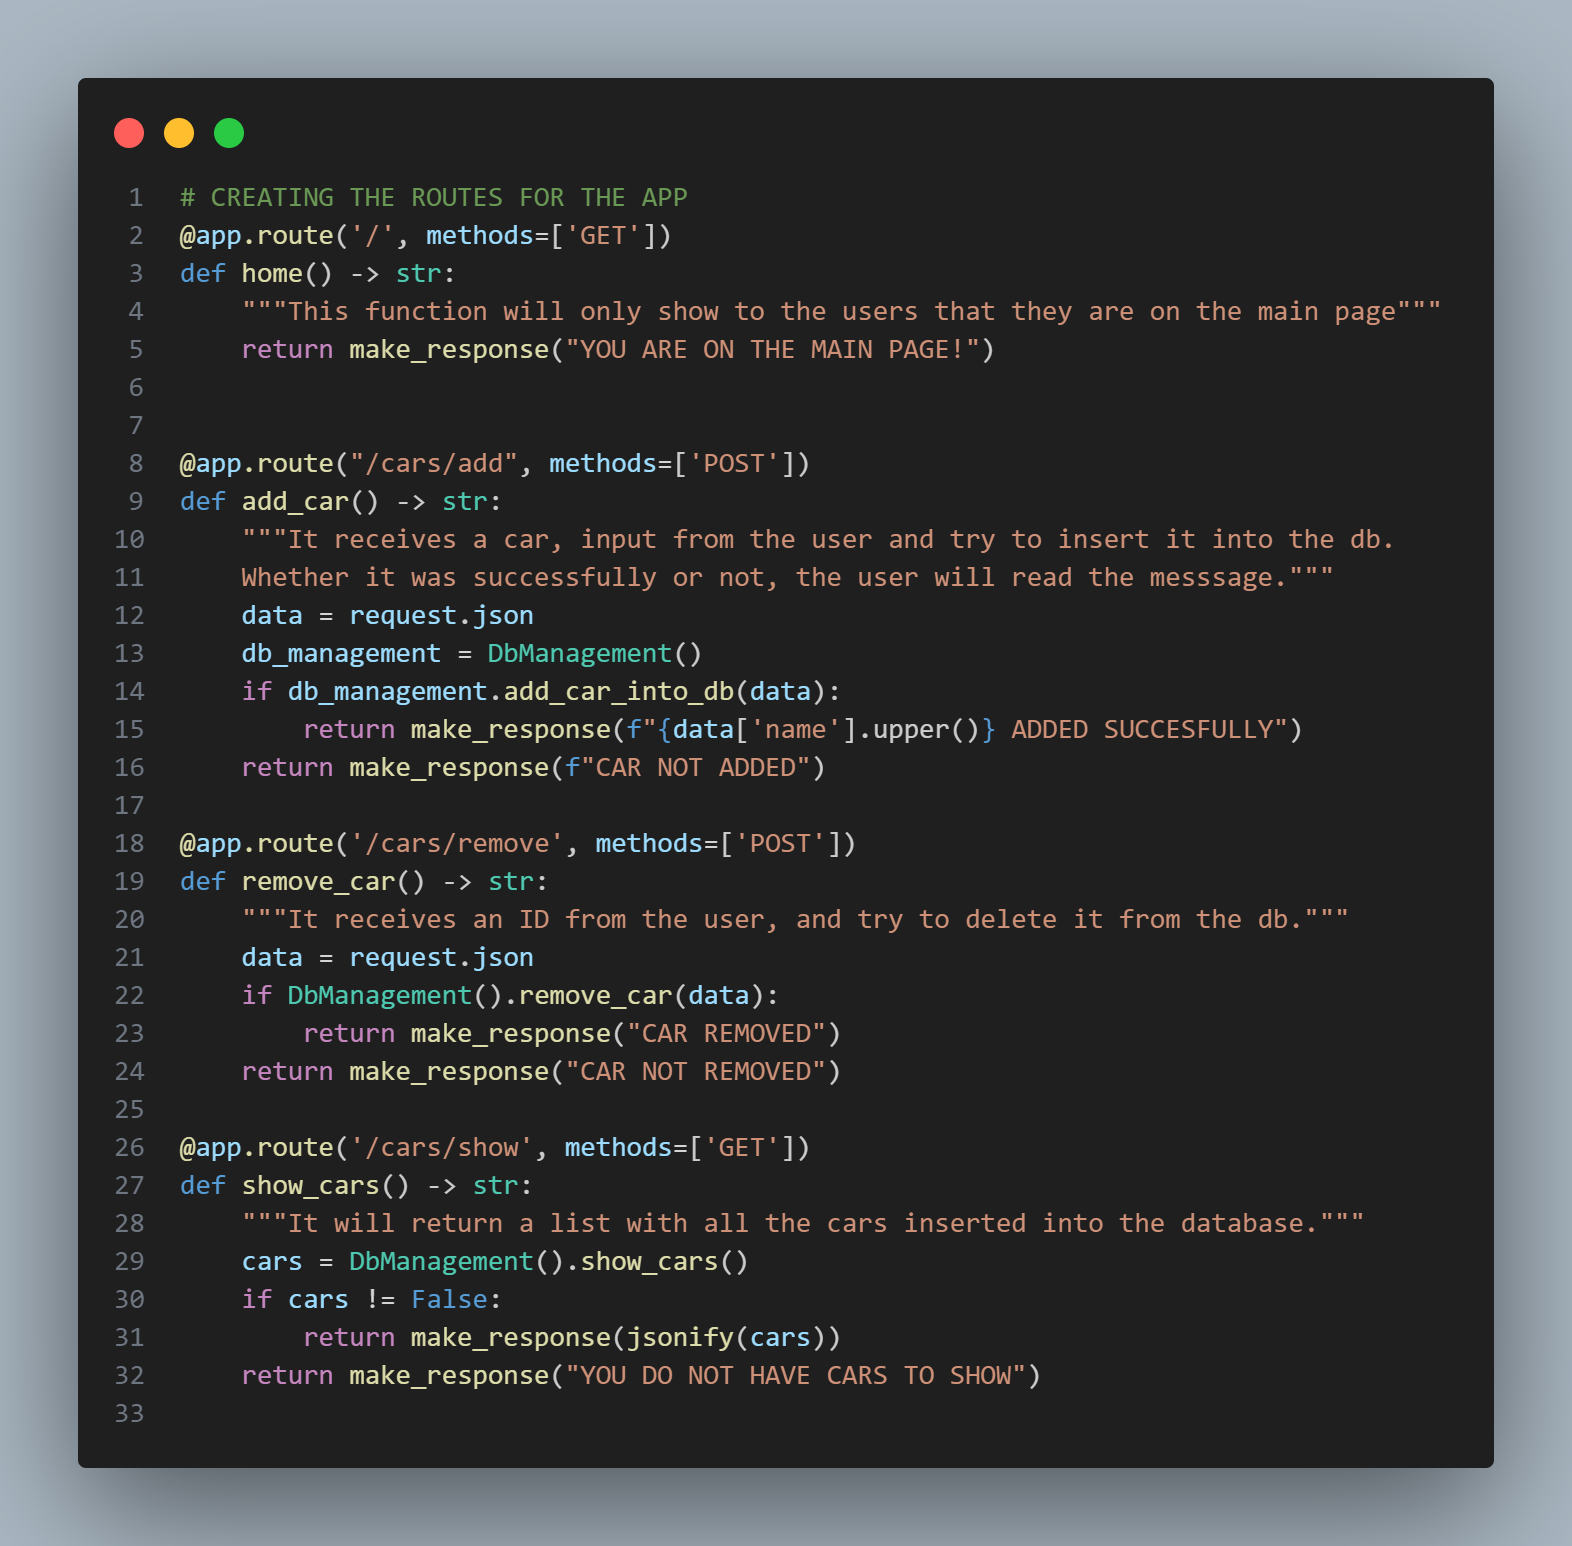 1 # CREATING THE ROUTES FOR THE APP
2 @app.route('/', methods=['GET'])
3 def home() -> str:
4     """This function will only show to the users that they are on the main page"""
5     return make_response("YOU ARE ON THE MAIN PAGE!")
6
7
8 @app.route("/cars/add", methods=['POST'])
9 def add_car() -> str:
10     """It receives a car, input from the user and try to insert it into the db.
11     Whether it was successfully or not, the user will read the messsage."""
12     data = request.json
13     db_management = DbManagement()
14     if db_management.add_car_into_db(data):
15         return make_response(f"{data['name'].upper()} ADDED SUCCESFULLY")
16     return make_response(f"CAR NOT ADDED")
17
18 @app.route('/cars/remove', methods=['POST'])
19 def remove_car() -> str:
20     """It receives an ID from the user, and try to delete it from the db."""
21     data = request.json
22     if DbManagement().remove_car(data):
23         return make_response("CAR REMOVED")
24     return make_response("CAR NOT REMOVED")
25
26 @app.route('/cars/show', methods=['GET'])
27 def show_cars() -> str:
28     """It will return a list with all the cars inserted into the database."""
29     cars = DbManagement().show_cars()
30     if cars != False:
31         return make_response(jsonify(cars))
32     return make_response("YOU DO NOT HAVE CARS TO SHOW")
33